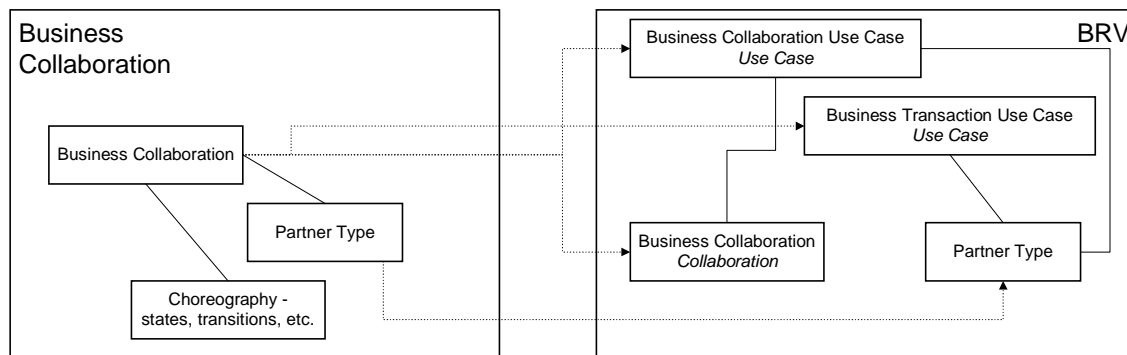 Business
Collaboration
Business Collaboration
Partner Type
Choreography -
states, transitions, etc.
BRV
Business Collaboration Use Case
Use Case
Business Transaction Use Case
Use Case
Business Collaboration
Collaboration
Partner Type